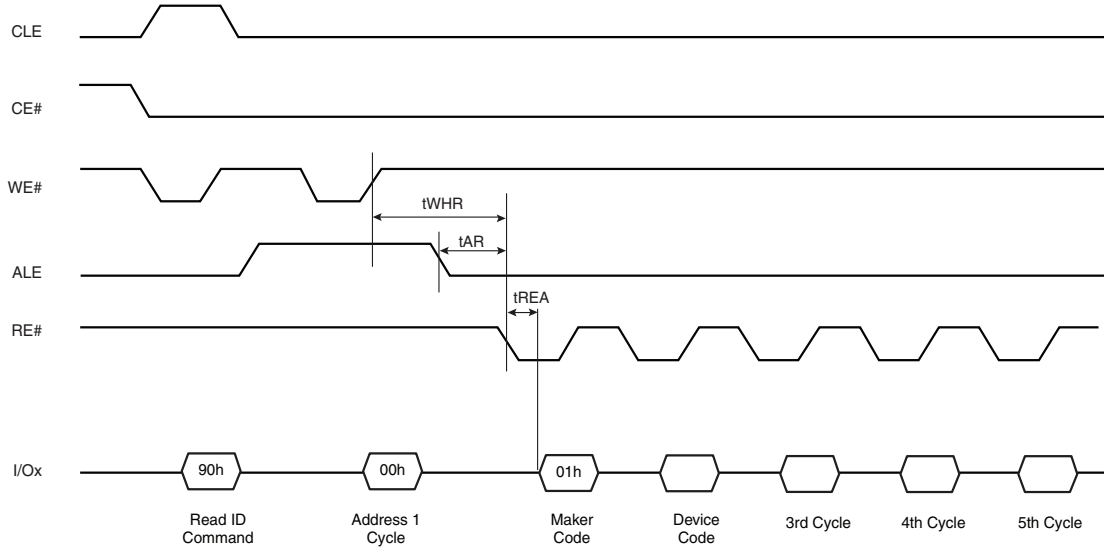 CLE
CE#
WE#
tWHR
tAR
ALE
tREA
RE#
I/Ox
90h
00h
01h
Read ID
Command
Address 1
Cycle
Maker
Code
Device
Code
3rd Cycle
4th Cycle
5th Cycle